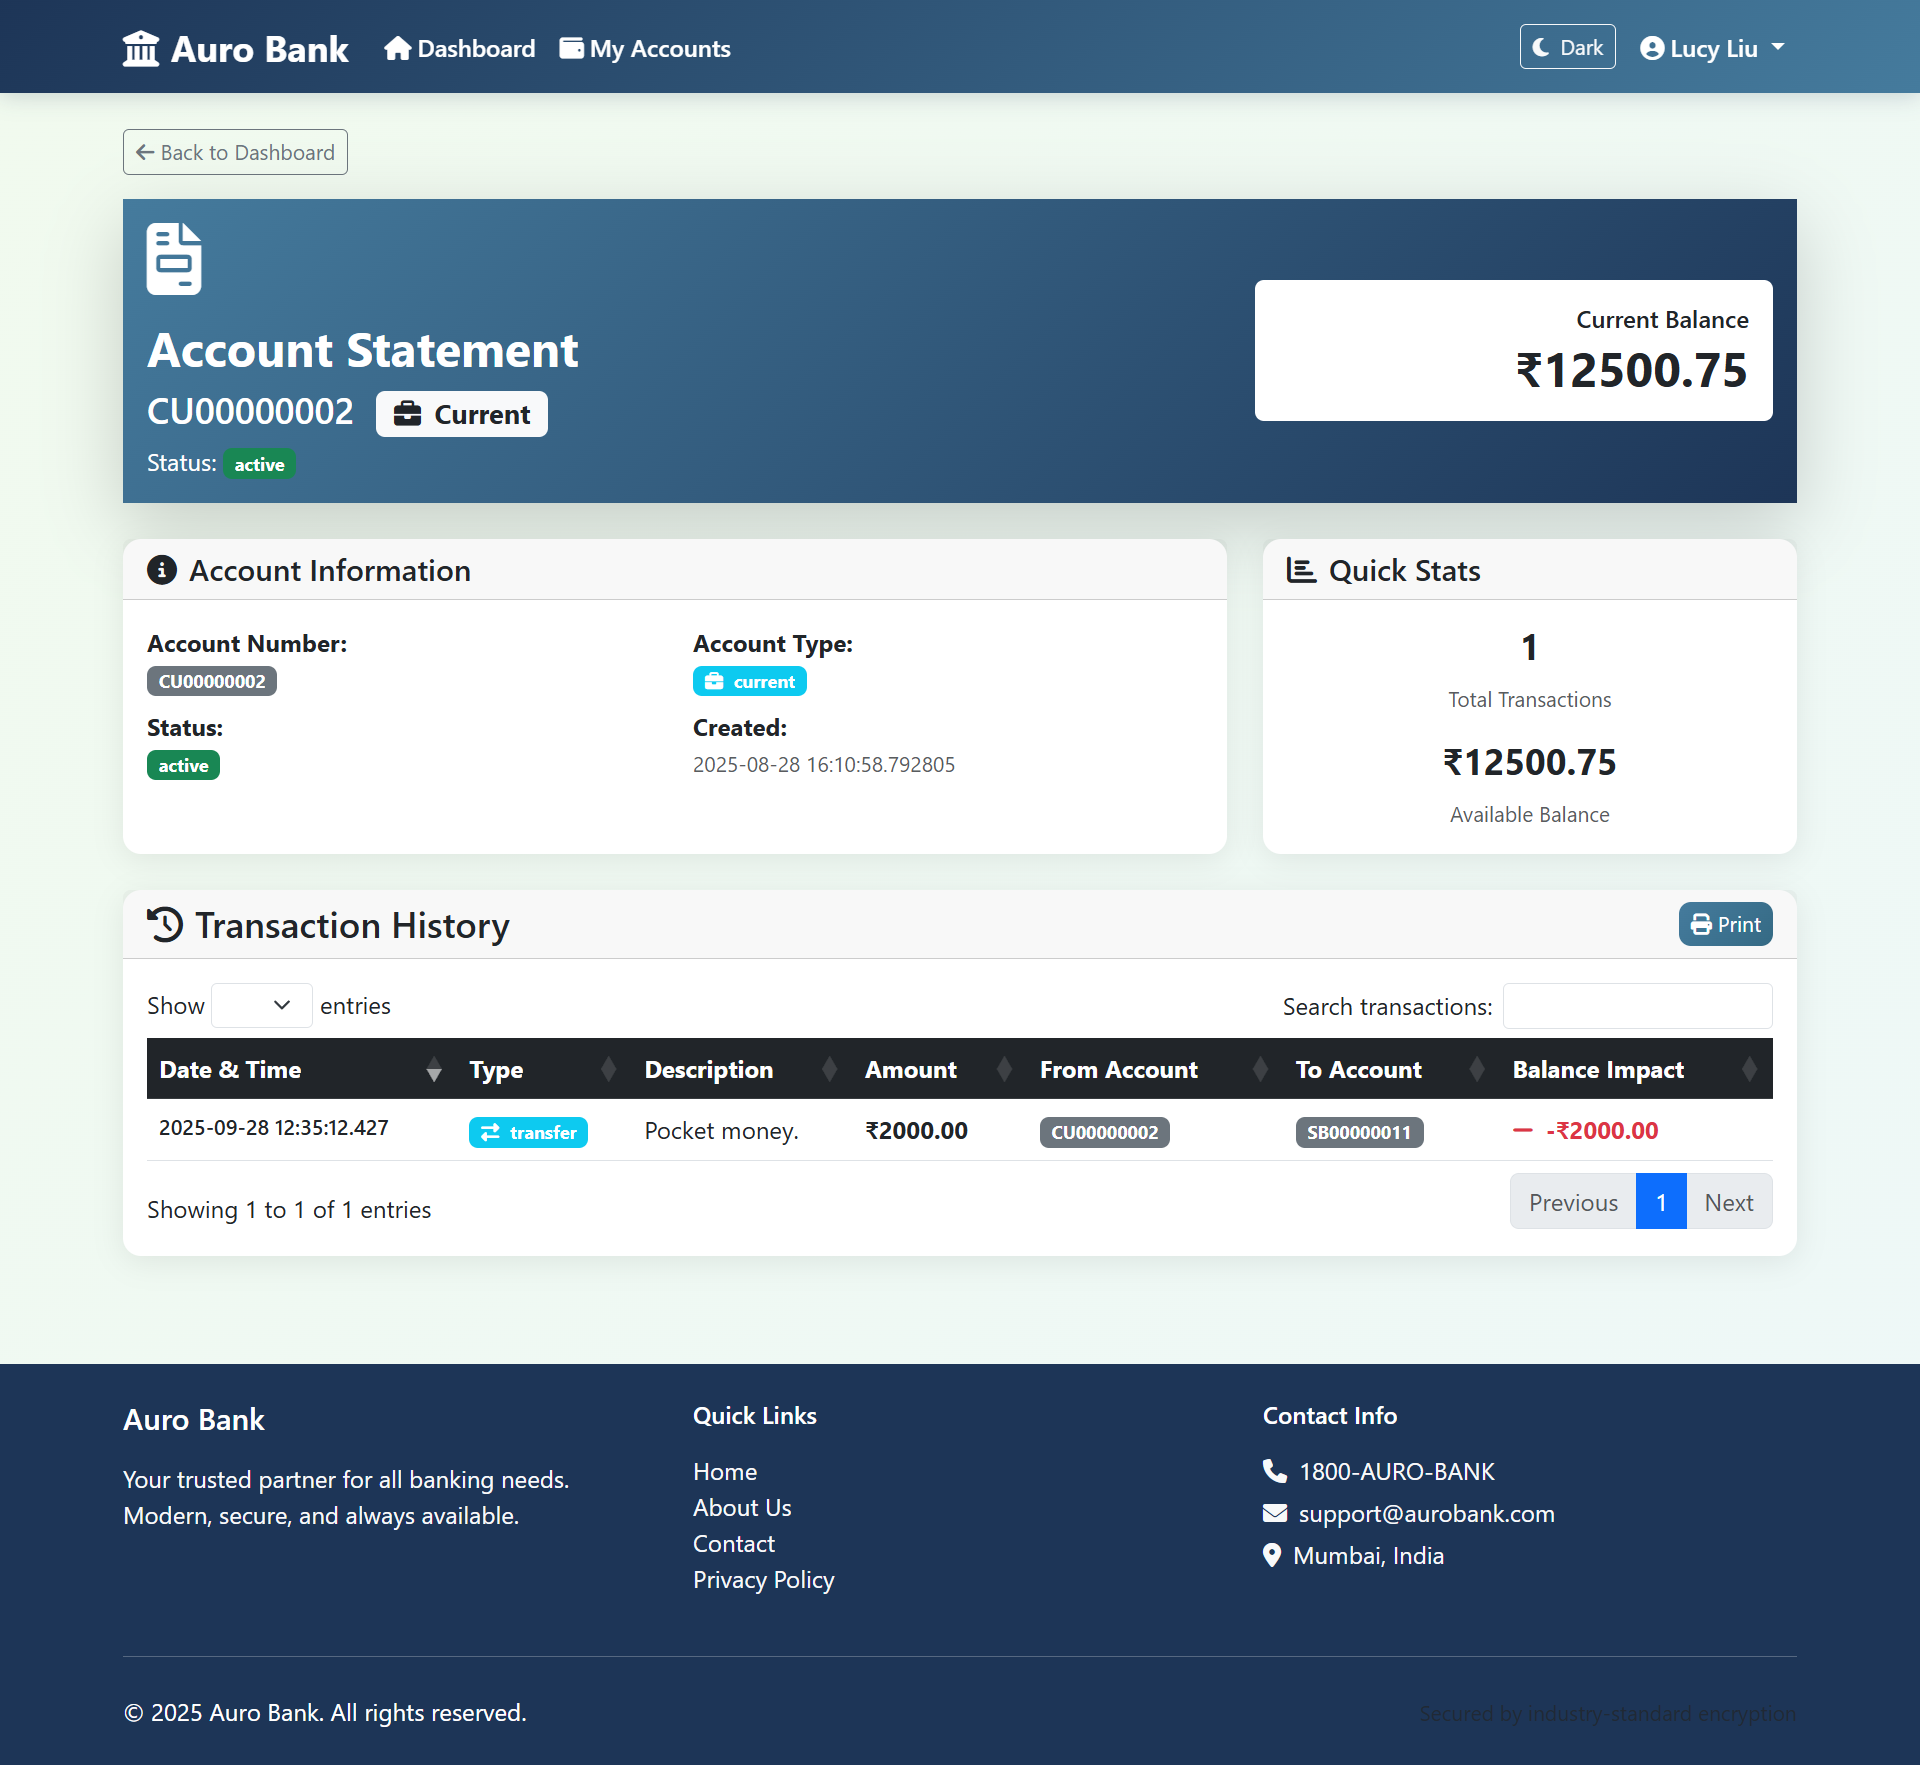 Auro Bank Dashboard My Accounts Dark Lucy Liu
Back to Dashboard
Account Statement
CU00000002 Current
Status: active
Current Balance
₹12500.75
Account Information
Account Number:
CU00000002
Account Type:
current
Status:
active
Created:
2025-08-28 16:10:58.792805
Quick Stats
1
Total Transactions
₹12500.75
Available Balance
Transaction History
Print
Show entries
Search transactions:
Date & Time Type Description Amount From Account To Account Balance Impact
2025-09-28 12:35:12.427 transfer Pocket money. ₹2000.00 CU00000002 SB00000011 -₹2000.00
Showing 1 to 1 of 1 entries
Previous 1 Next
Auro Bank
Your trusted partner for all banking needs.
Modern, secure, and always available.
Quick Links
Home
About Us
Contact
Privacy Policy
Contact Info
1800-AURO-BANK
support@aurobank.com
Mumbai, India
© 2025 Auro Bank. All rights reserved.
Secured by industry-standard encryption